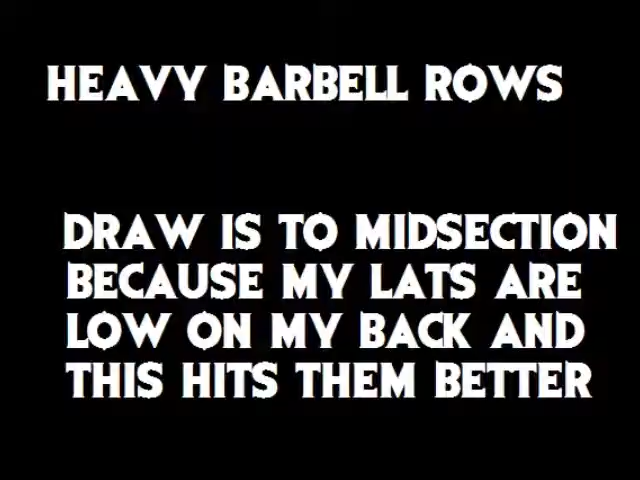 HEAVY BARBELL ROWS
DRAW IS TO MIDSECTION
BECAUSE MY LATS ARE
LOW ON MY BACK AND
THIS HITS THEM BETTER